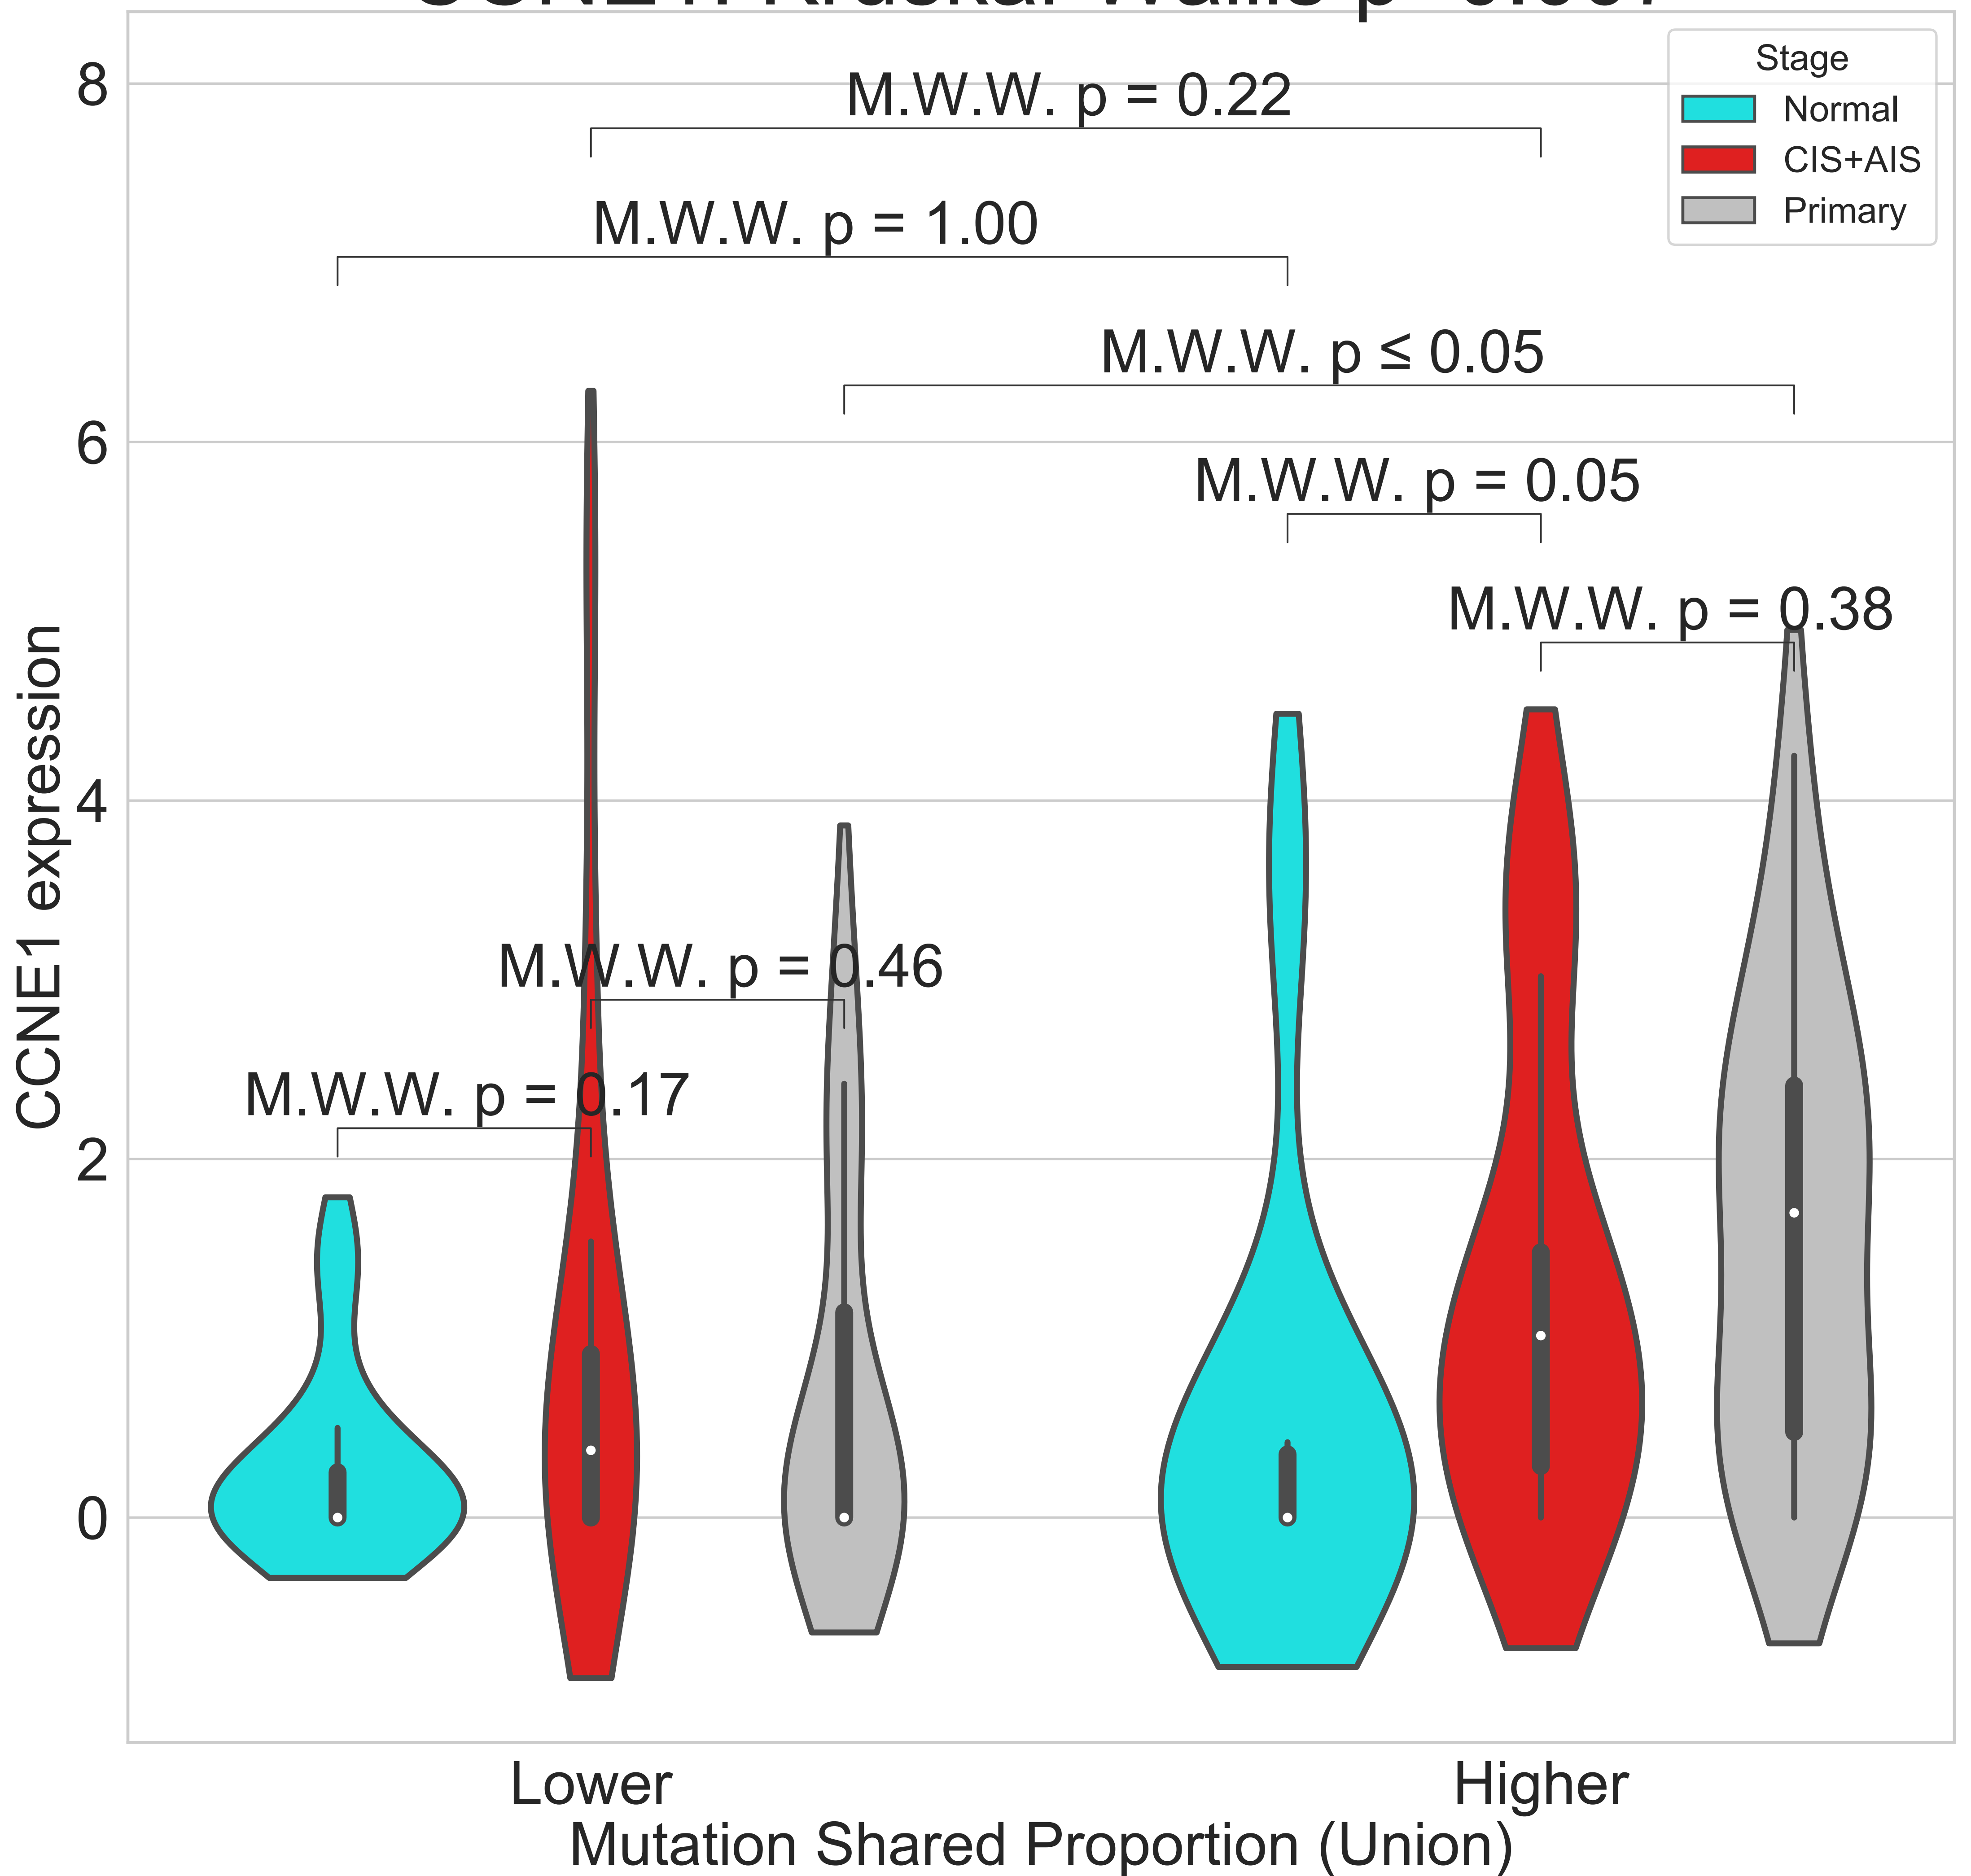 8
6
4
2
0
CCNE1 expression
M.W.W. p = 0.22
M.W.W. p = 1.00
M.W.W. p ≤ 0.05
M.W.W. p = 0.05
M.W.W. p = 0.38
M.W.W. p = 0.46
M.W.W. p = 0.17
Stage
Normal
CIS+AIS
Primary
Lower
Higher
Mutation Shared Proportion (Union)